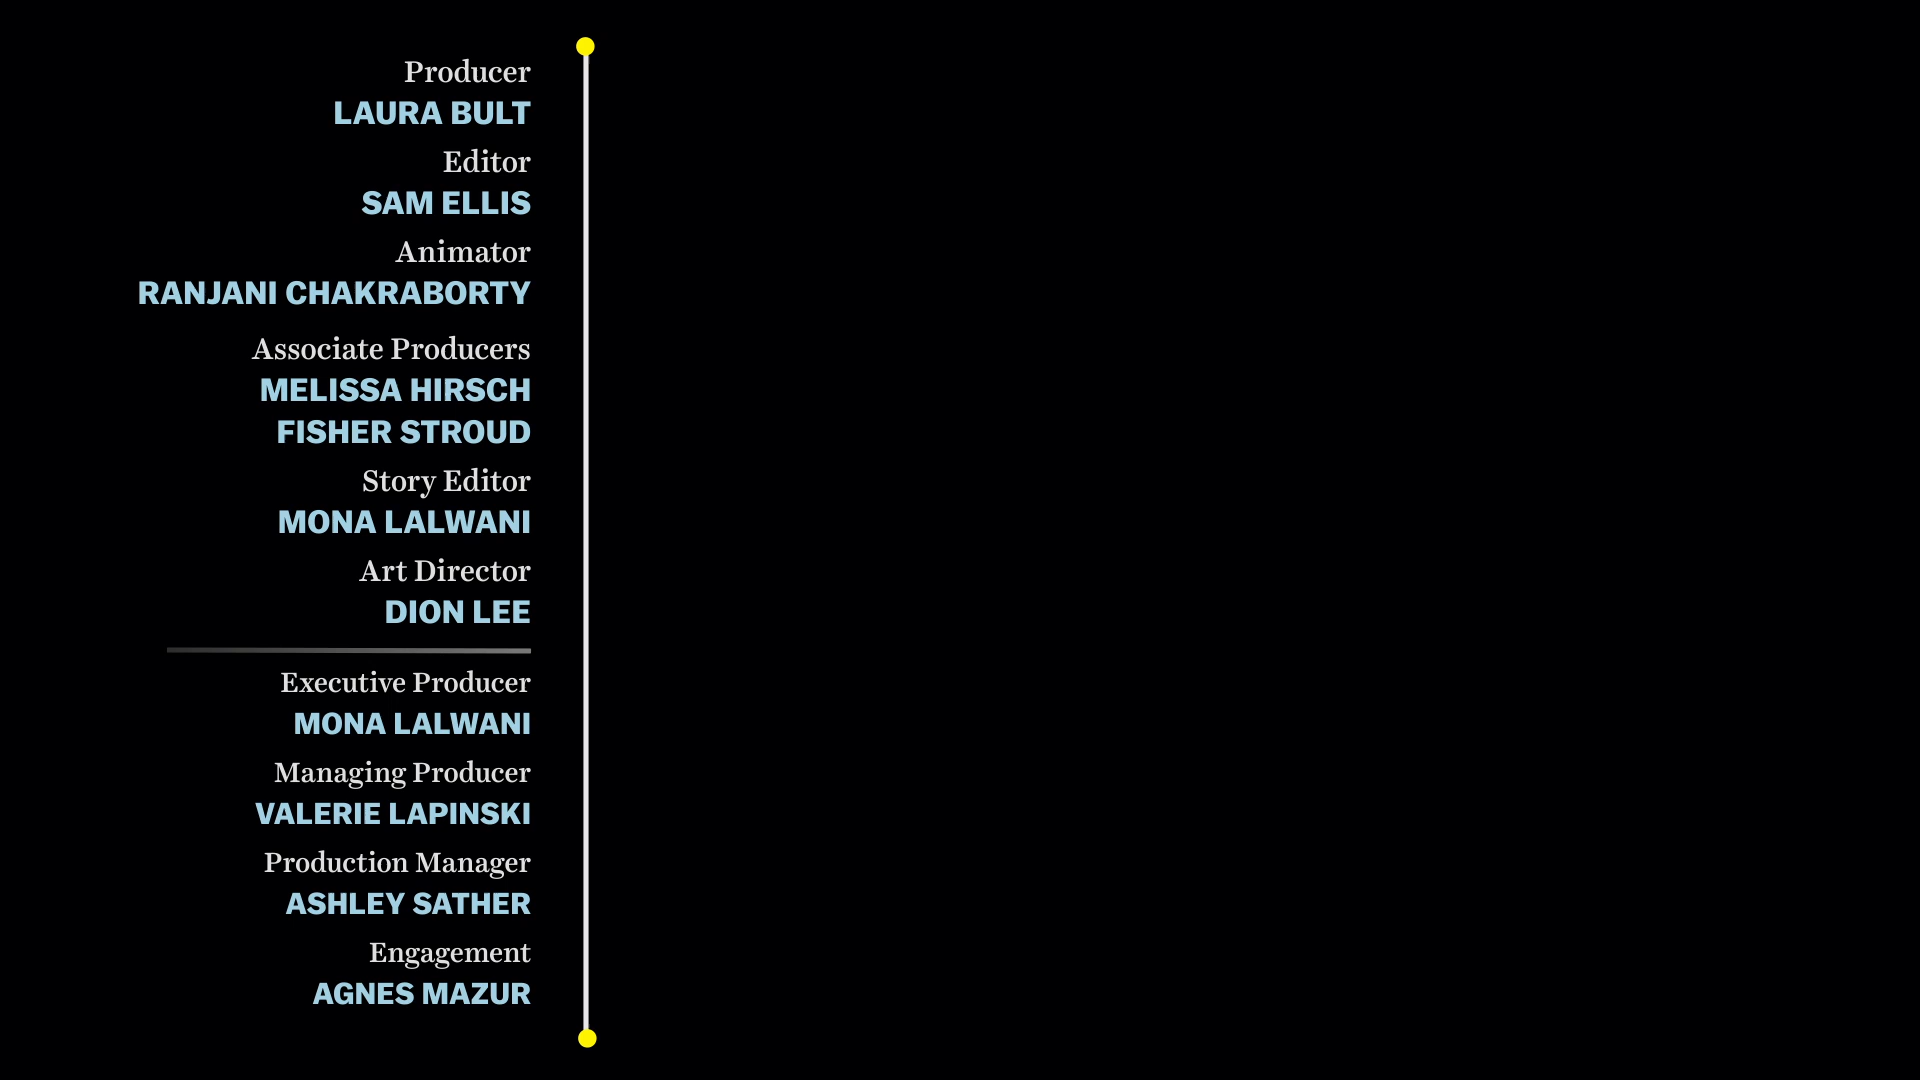 Producer
LAURA BULT
Editor
SAM ELLIS
Animator
RANJANI CHAKRABORTY
Associate Producers
MELISSA HIRSCH
FISHER STROUD
Story Editor
MONA LALWANI
Art Director
DION LEE
Executive Producer
MONA LALWANI
Managing Producer
VALERIE LAPINSKI
Production Manager
ASHLEY SATHER
Engagement
AGNES MAZUR